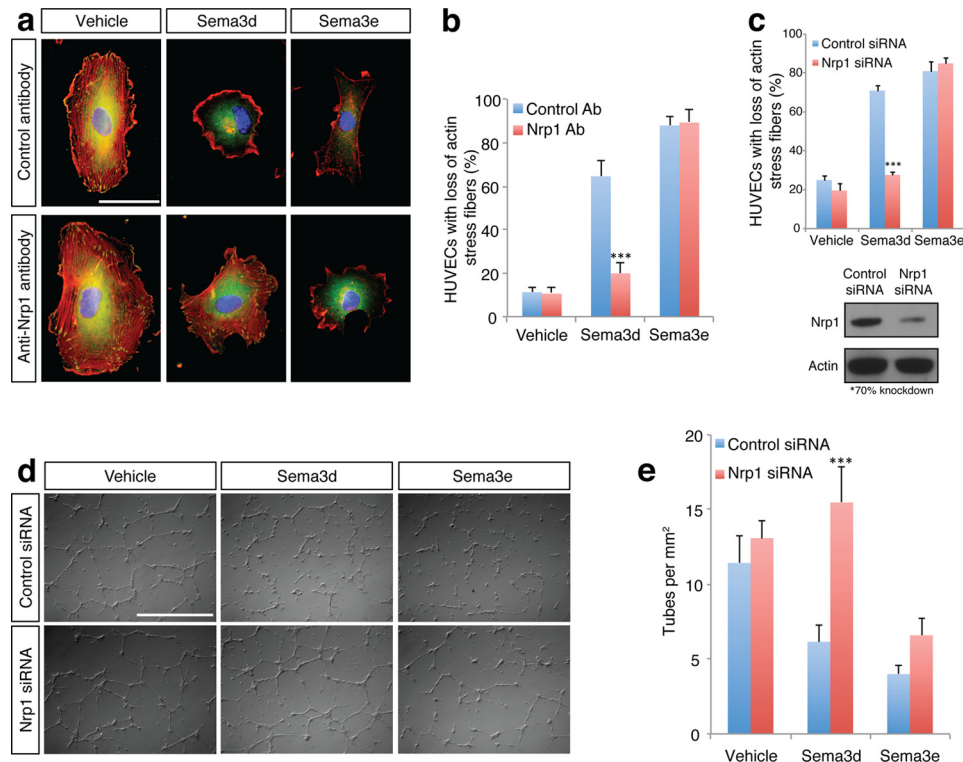 a
Vehicle
Sema3d
Sema3e
Control antibody
Anti-Nrp1 antibody
b
HUVECs with loss of actin
stress fibers (%)
100
80
60
40
20
0
Control Ab
Nrp1 Ab
***
Vehicle
Sema3d
Sema3e
c
HUVECs with loss of actin
stress fibers (%)
100
80
60
40
20
0
Control siRNA
Nrp1 siRNA
***
Vehicle
Sema3d
Sema3e
Control
siRNA
Nrp1
siRNA
Nrp1
Actin
*70% knockdown
d
Vehicle
Sema3d
Sema3e
Control siRNA
Nrp1 siRNA
e
Tubes per mm²
20
15
10
5
0
Control siRNA
Nrp1 siRNA
***
Vehicle
Sema3d
Sema3e